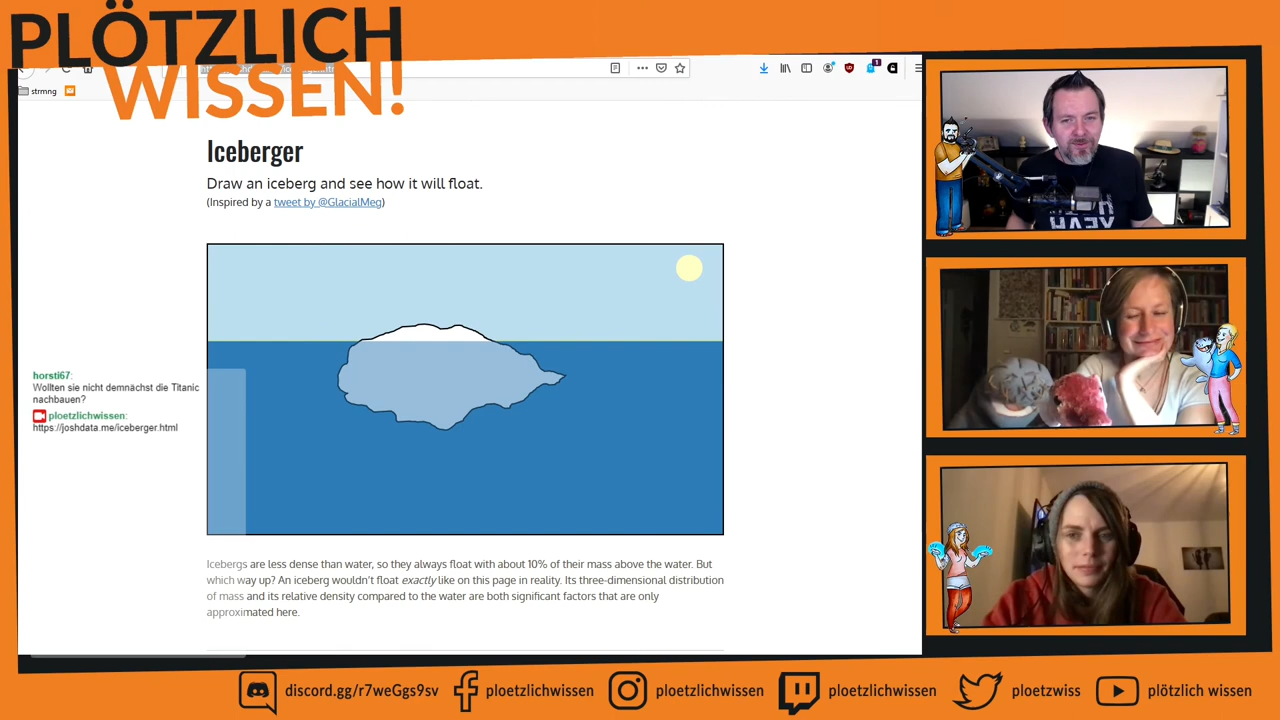 PLÖTZLICH
WISSEN!
strmng
1
Iceberger
Draw an iceberg and see how it will float.
(Inspired by a tweet by @GlacialMeg)
horsti67:
Wollten sie nicht demnächst die Titanic
nachbauen?
ploetzlichwissen:
https://joshdata.me/iceberger.html
Icebergs are less dense than water, so they always float with about 10% of their mass above the water. But
which way up? An iceberg wouldn't float exactly like on this page in reality. Its three-dimensional distribution
of mass and its relative density compared to the water are both significant factors that are only
approximated here.
discord.gg/r7weGgs9sv
ploetzlichwissen
ploetzlichwissen
ploetzlichwissen
ploetzwiss
plötzlich wissen